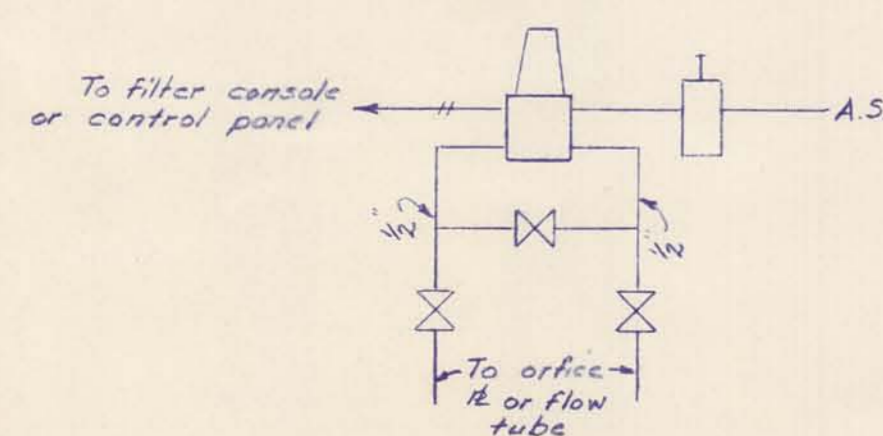 To filter console
or control panel
A.S
½"
½"
To orfice
℄ or flow
tube